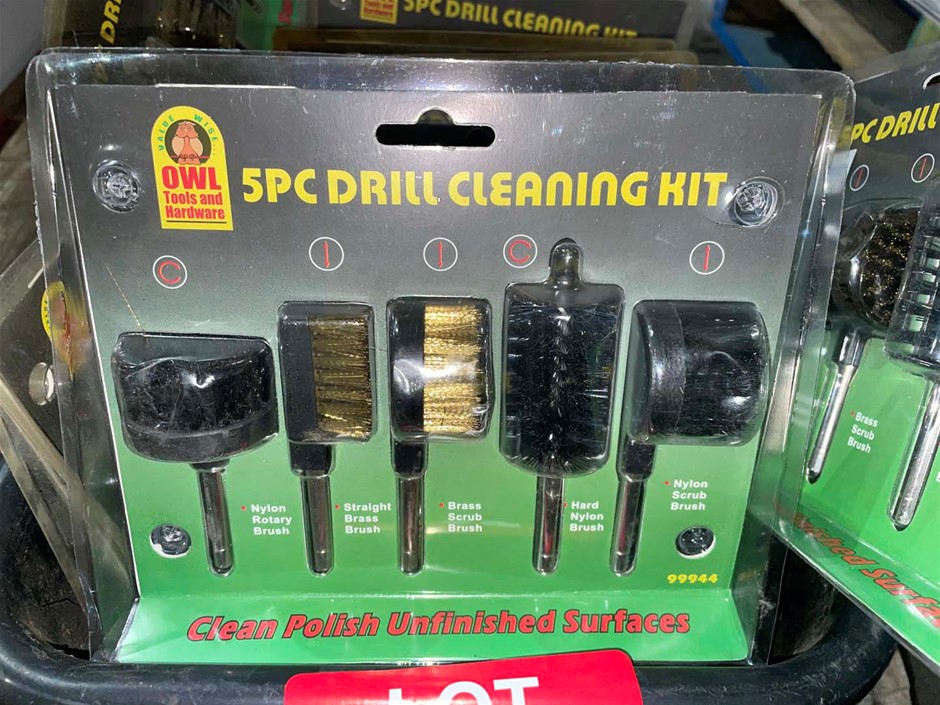 5PC DRILL CLEANING KIT
VALUE WISE
OWL
Tools and
Hardware
5PC DRILL CLEANING KIT
PC DRILL
Nylon
Rotary
Brush
Straight
Brass
Brush
Brass
Scrub
Brush
Hard
Nylon
Brush
Nylon
Scrub
Brush
Brass
Scrub
Brush
99944
Clean Polish Unfinished Surfaces
LOT